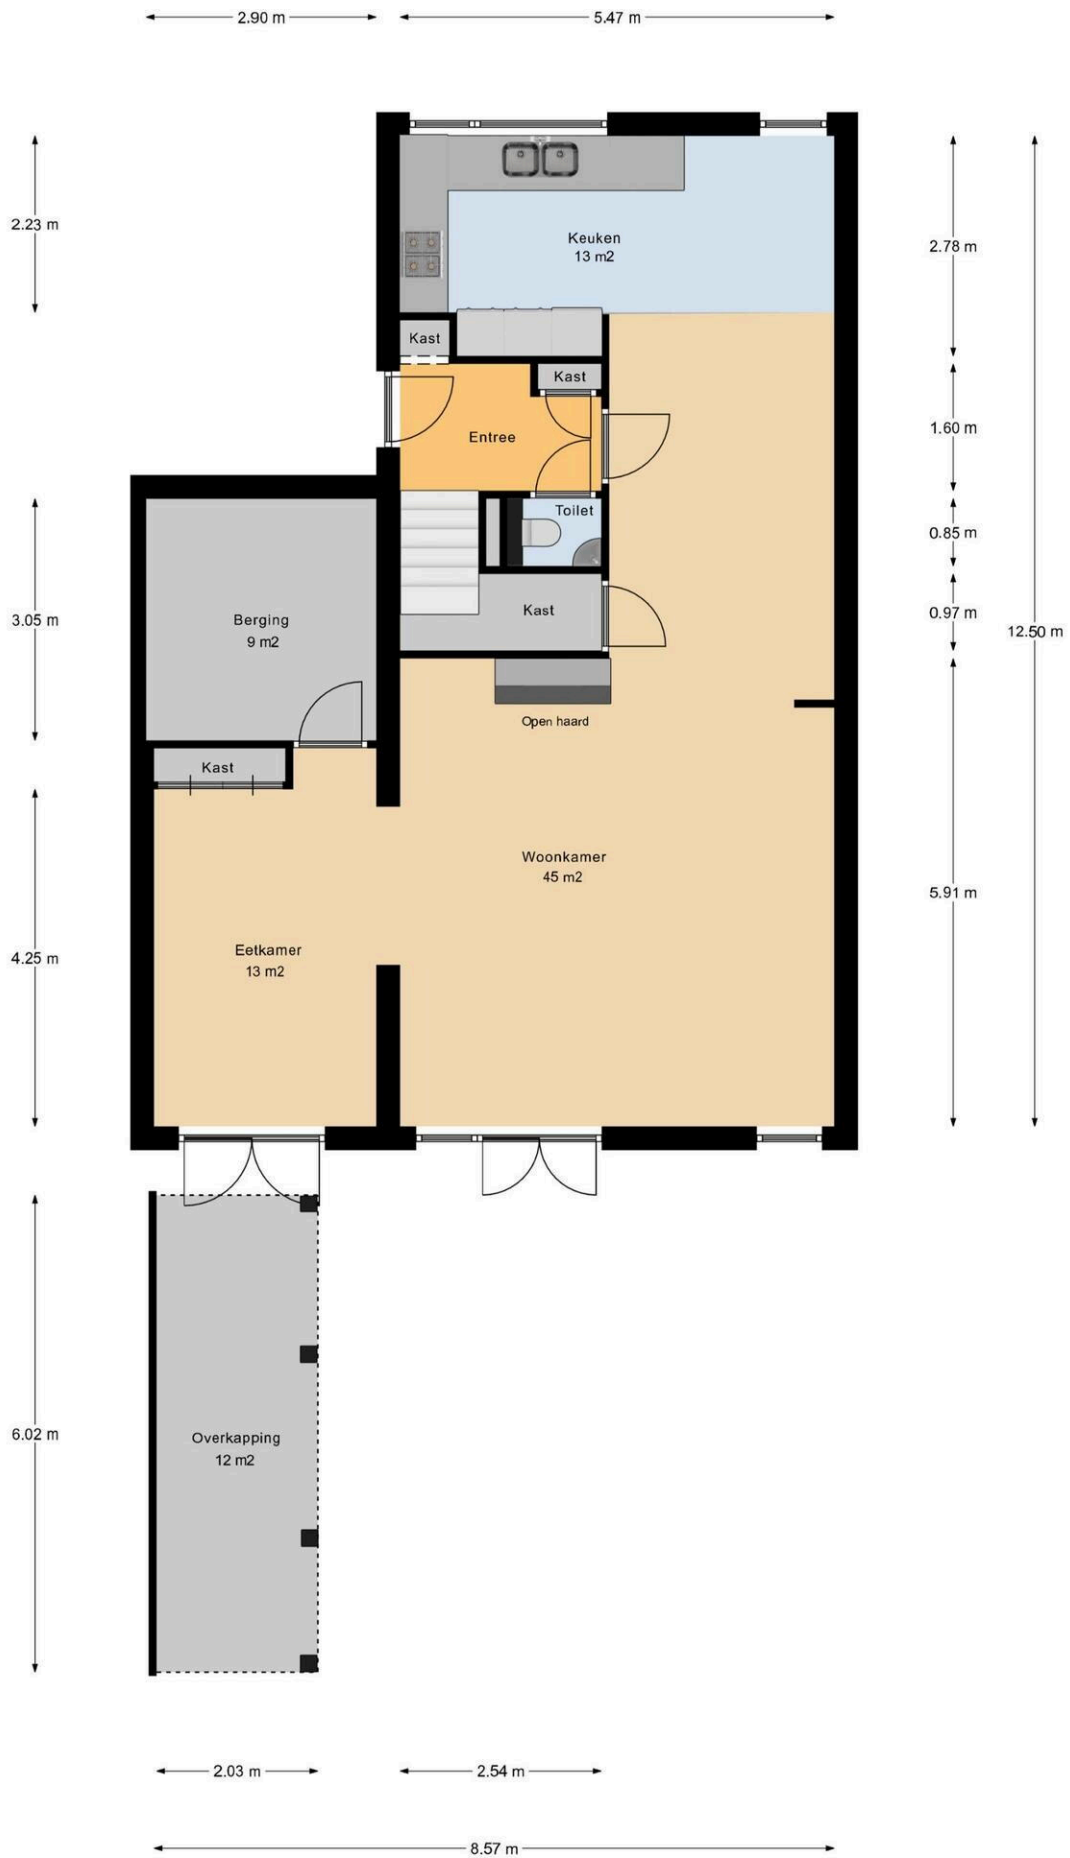 2.90 m
5.47 m
2.23 m
Keuken
13 m2
2.78 m
Kast
Kast
Entree
1.60 m
Toilet
0.85 m
Berging
9 m2
3.05 m
Kast
0.97 m
12.50 m
Open haard
Kast
Woonkamer
45 m2
5.91 m
Eetkamer
13 m2
4.25 m
Overkapping
12 m2
6.02 m
2.03 m
2.54 m
8.57 m